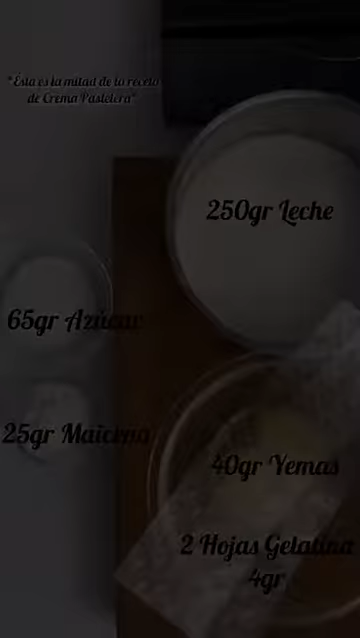 *Ésta es la mitad de la receta
de Crema Pastelera*
250gr Leche
65gr Azúcar
25gr Maicena
40gr Yemas
2 Hojas Gelatina
4gr